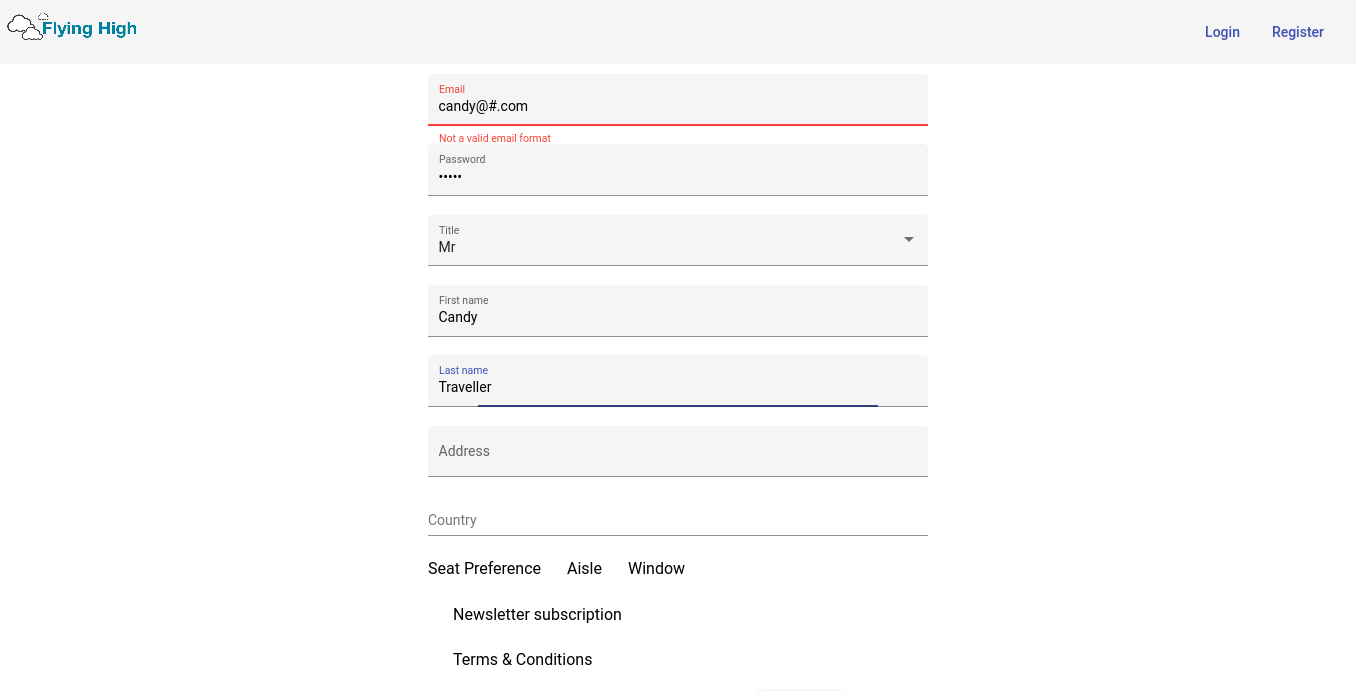 Flying High
Login Register
Email
candy@#.com
Not a valid email format
Password
•••••
Title
Mr
First name
Candy
Last name
Traveller
Address
Country
Seat Preference Aisle Window
Newsletter subscription
Terms & Conditions